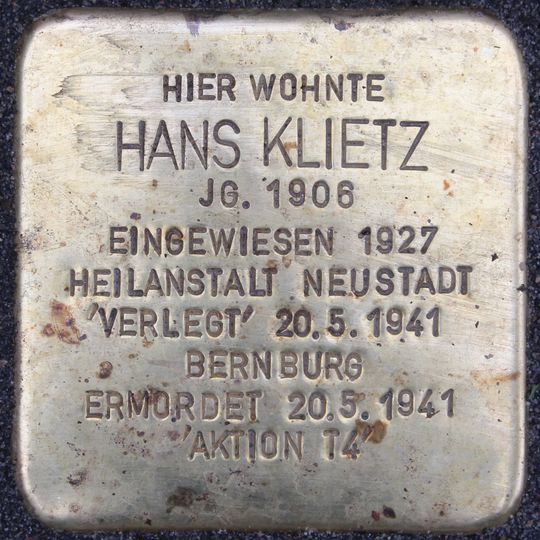 HIER WOHNTE
HANS KLIETZ
JG. 1906
EINGEWIESEN 1927
HEILANSTALT NEUSTADT
'VERLEGT' 20.5.1941
BERNBURG
ERMORDET 20.5.1941
'AKTION T4'